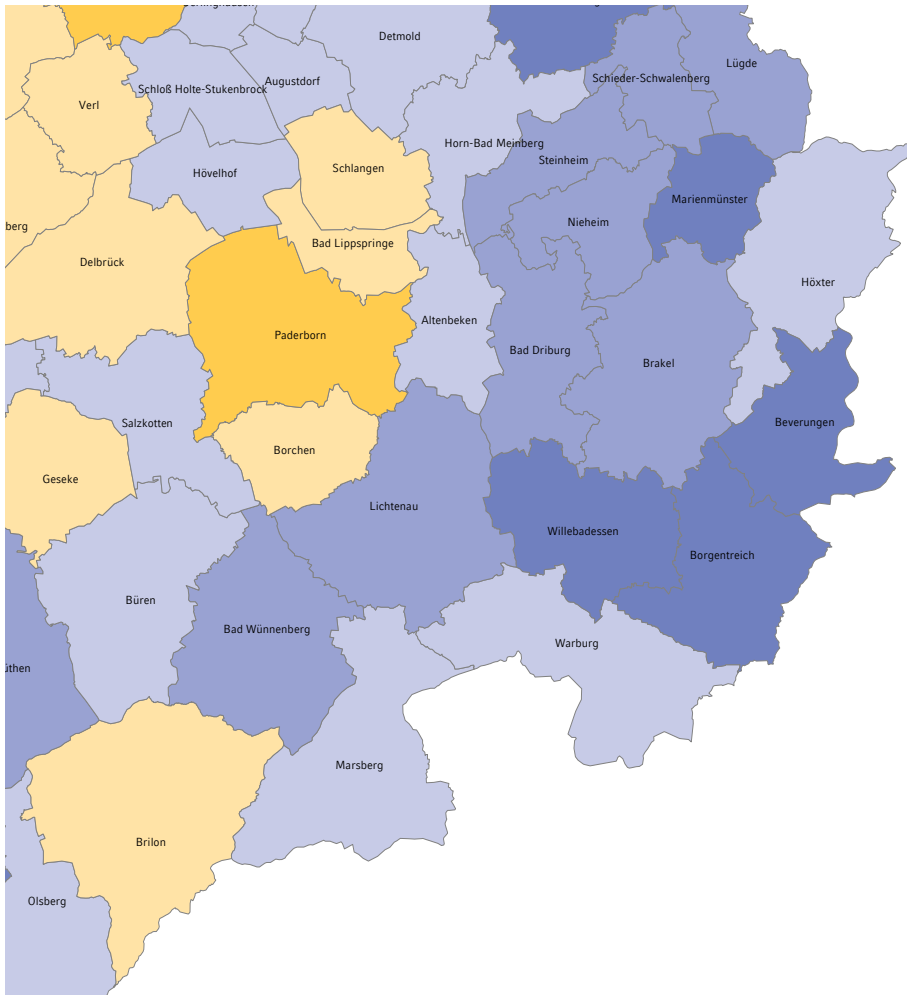 Detmold
Lügde
Schieder-Schwalenberg
Augustdorf
Schloß Holte-Stukenbrock
Verl
Horn-Bad Meinberg
Steinheim
Schlangen
Hövelhof
Marienmünster
Nieheim
berg
Bad Lippspringe
Delbrück
Höxter
Altenbeken
Paderborn
Bad Driburg
Brakel
Salzkotten
Beverungen
Borchen
Geseke
Lichtenau
Willebadessen
Borgentreich
Büren
Bad Wünnenberg
Warburg
üthen
Marsberg
Brilon
Olsberg